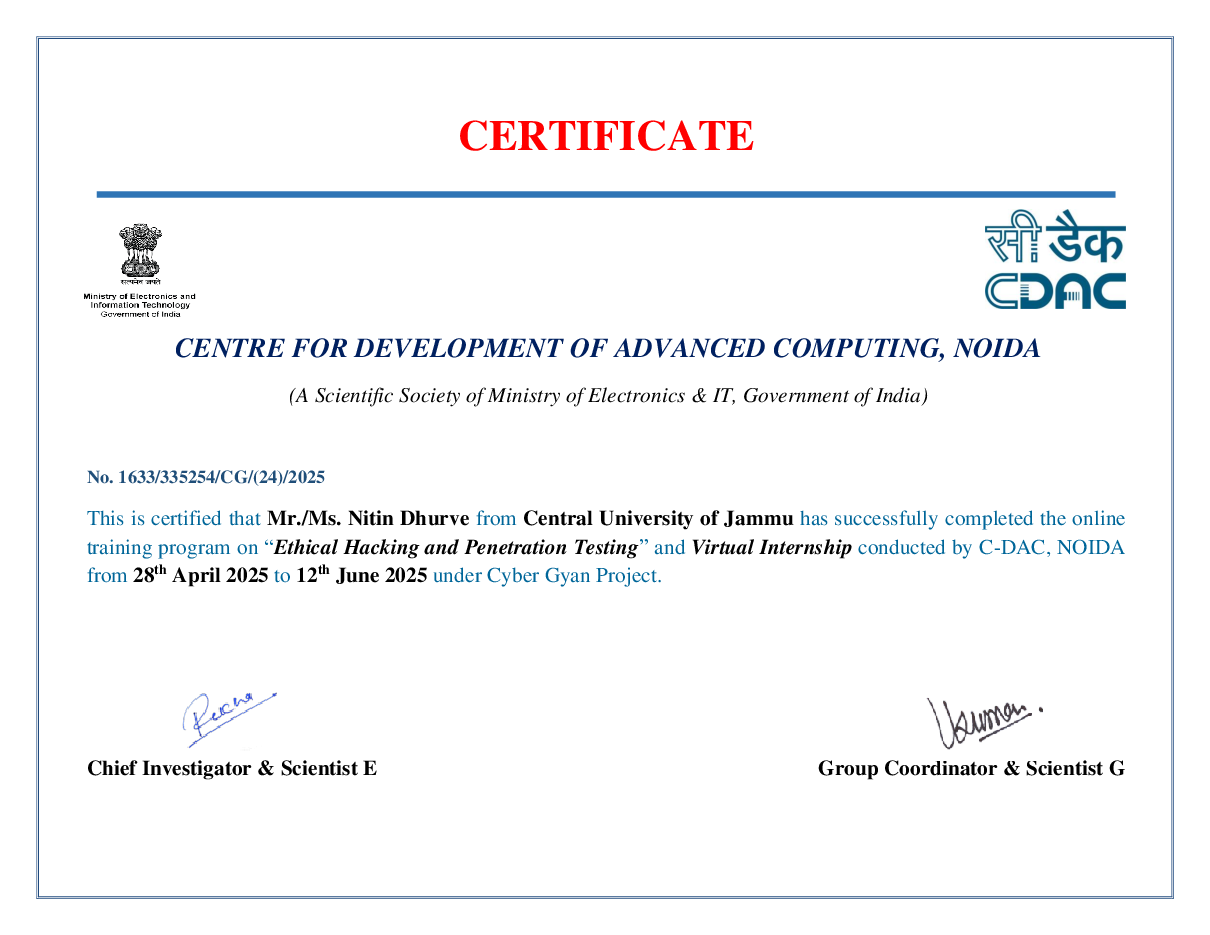 CERTIFICATE
सत्यमेव जयते
Ministry of Electronics and
Information Technology
Government of India
सी डैक
CDAC
CENTRE FOR DEVELOPMENT OF ADVANCED COMPUTING, NOIDA
(A Scientific Society of Ministry of Electronics & IT, Government of India)
No. 1633/335254/CG/(24)/2025
This is certified that Mr./Ms. Nitin Dhurve from Central University of Jammu has successfully completed the online
training program on “Ethical Hacking and Penetration Testing” and Virtual Internship conducted by C-DAC, NOIDA
from 28th April 2025 to 12th June 2025 under Cyber Gyan Project.
Chief Investigator & Scientist E
Group Coordinator & Scientist G